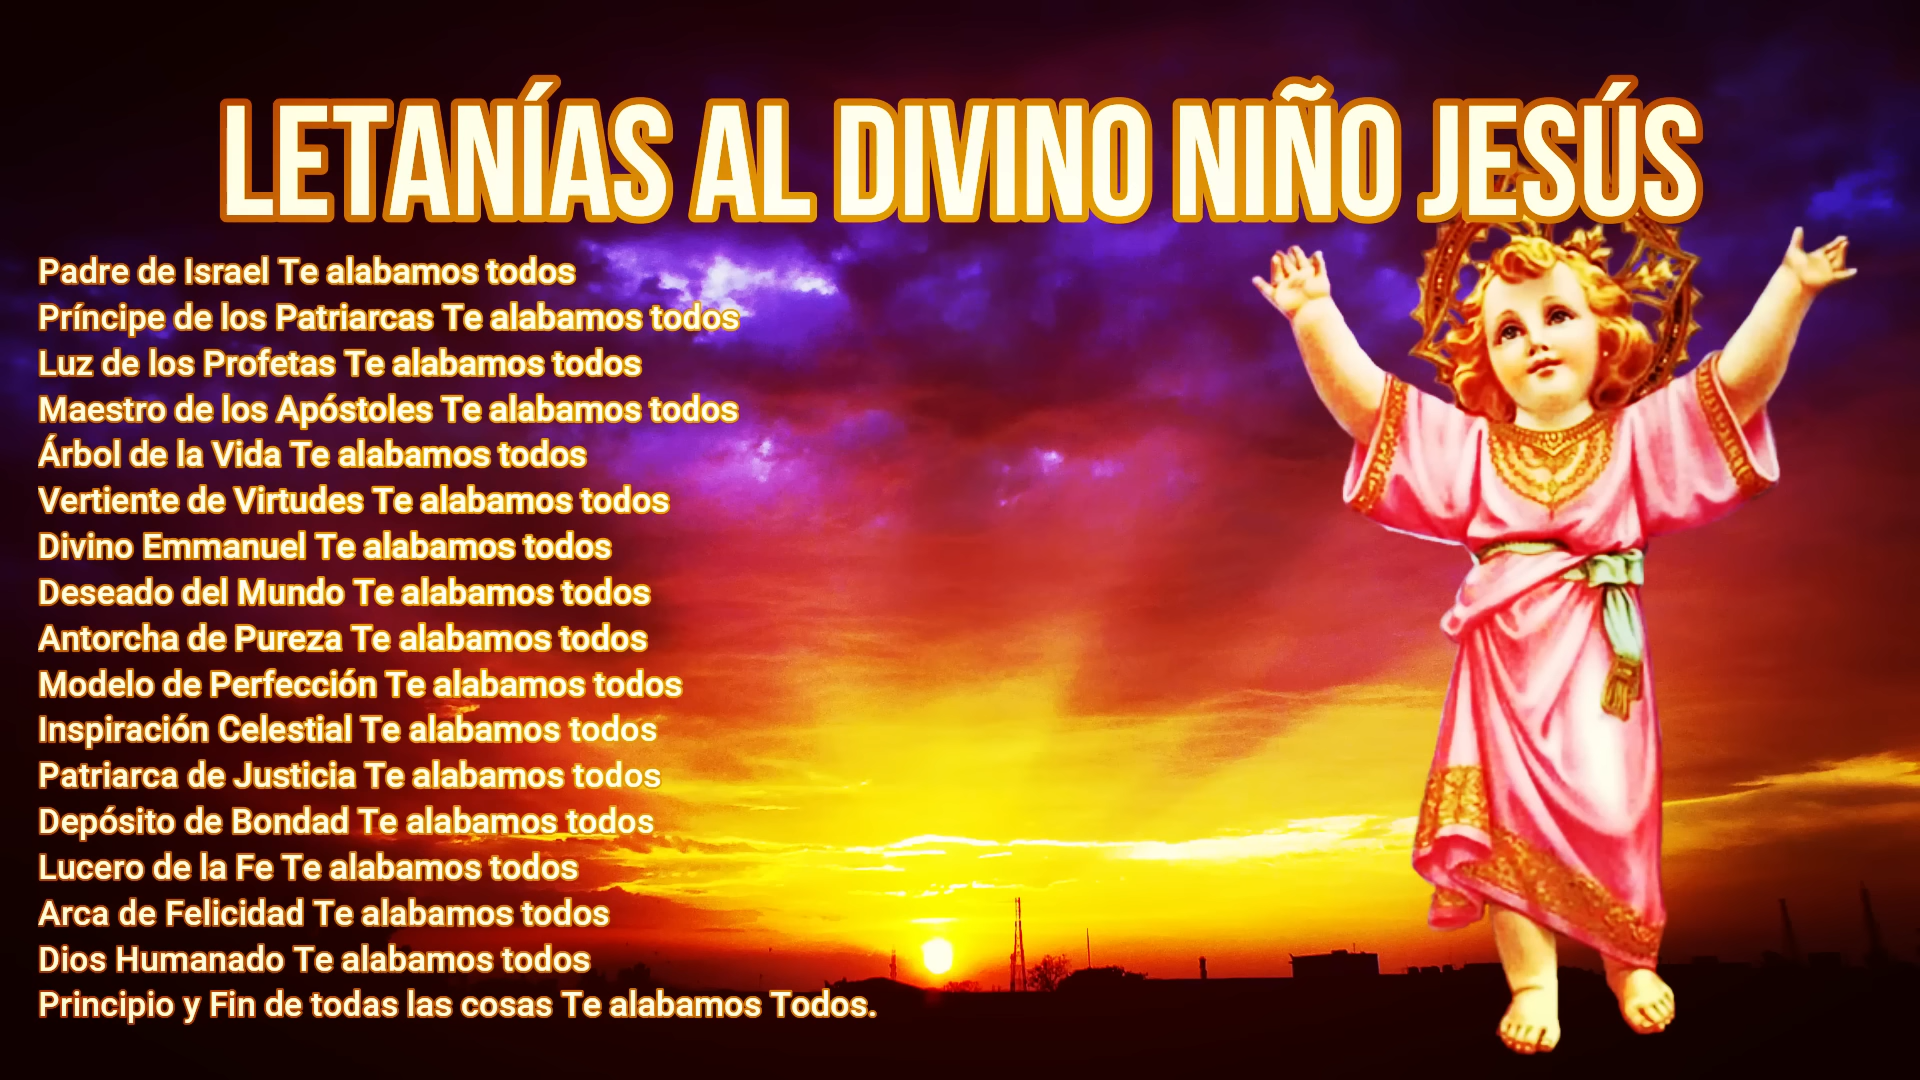 LETANÍAS AL DIVINO NIÑO JESÚS
Padre de Israel Te alabamos todos
Príncipe de los Patriarcas Te alabamos todos
Luz de los Profetas Te alabamos todos
Maestro de los Apóstoles Te alabamos todos
Árbol de la Vida Te alabamos todos
Vertiente de Virtudes Te alabamos todos
Divino Emmanuel Te alabamos todos
Deseado del Mundo Te alabamos todos
Antorcha de Pureza Te alabamos todos
Modelo de Perfección Te alabamos todos
Inspiración Celestial Te alabamos todos
Patriarca de Justicia Te alabamos todos
Depósito de Bondad Te alabamos todos
Lucero de la Fe Te alabamos todos
Arca de Felicidad Te alabamos todos
Dios Humanado Te alabamos todos
Principio y Fin de todas las cosas Te alabamos Todos.